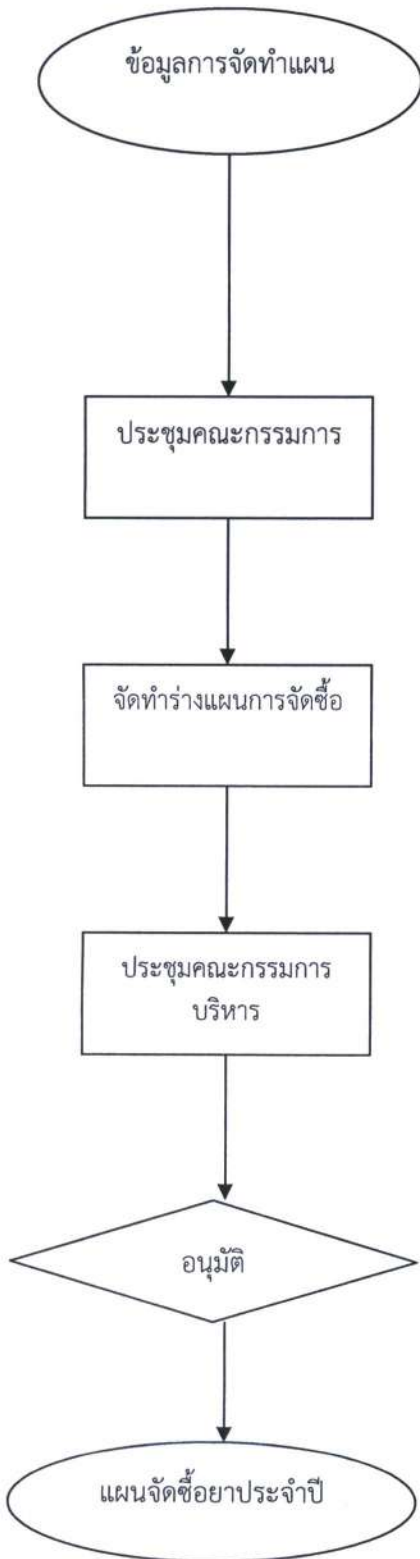 ข้อมูลการจัดทำแผน
ประชุมคณะกรรมการ
จัดทำร่างแผนการจัดซื้อ
ประชุมคณะกรรมการ
บริหาร
อนุมัติ
แผนจัดซื้อยาประจำปี